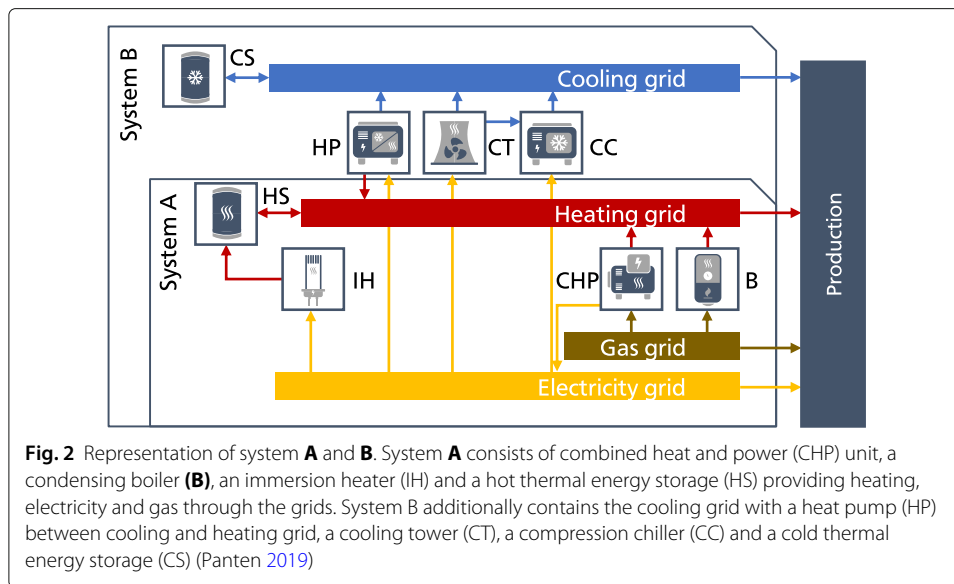 System B
CS
Cooling grid
HP
CT
CC
System A
HS
Heating grid
IH
CHP
B
Production
Gas grid
Electricity grid
Fig. 2 Representation of system A and B. System A consists of combined heat and power (CHP) unit, a
condensing boiler (B), an immersion heater (IH) and a hot thermal energy storage (HS) providing heating,
electricity and gas through the grids. System B additionally contains the cooling grid with a heat pump (HP)
between cooling and heating grid, a cooling tower (CT), a compression chiller (CC) and a cold thermal
energy storage (CS) (Panten 2019)